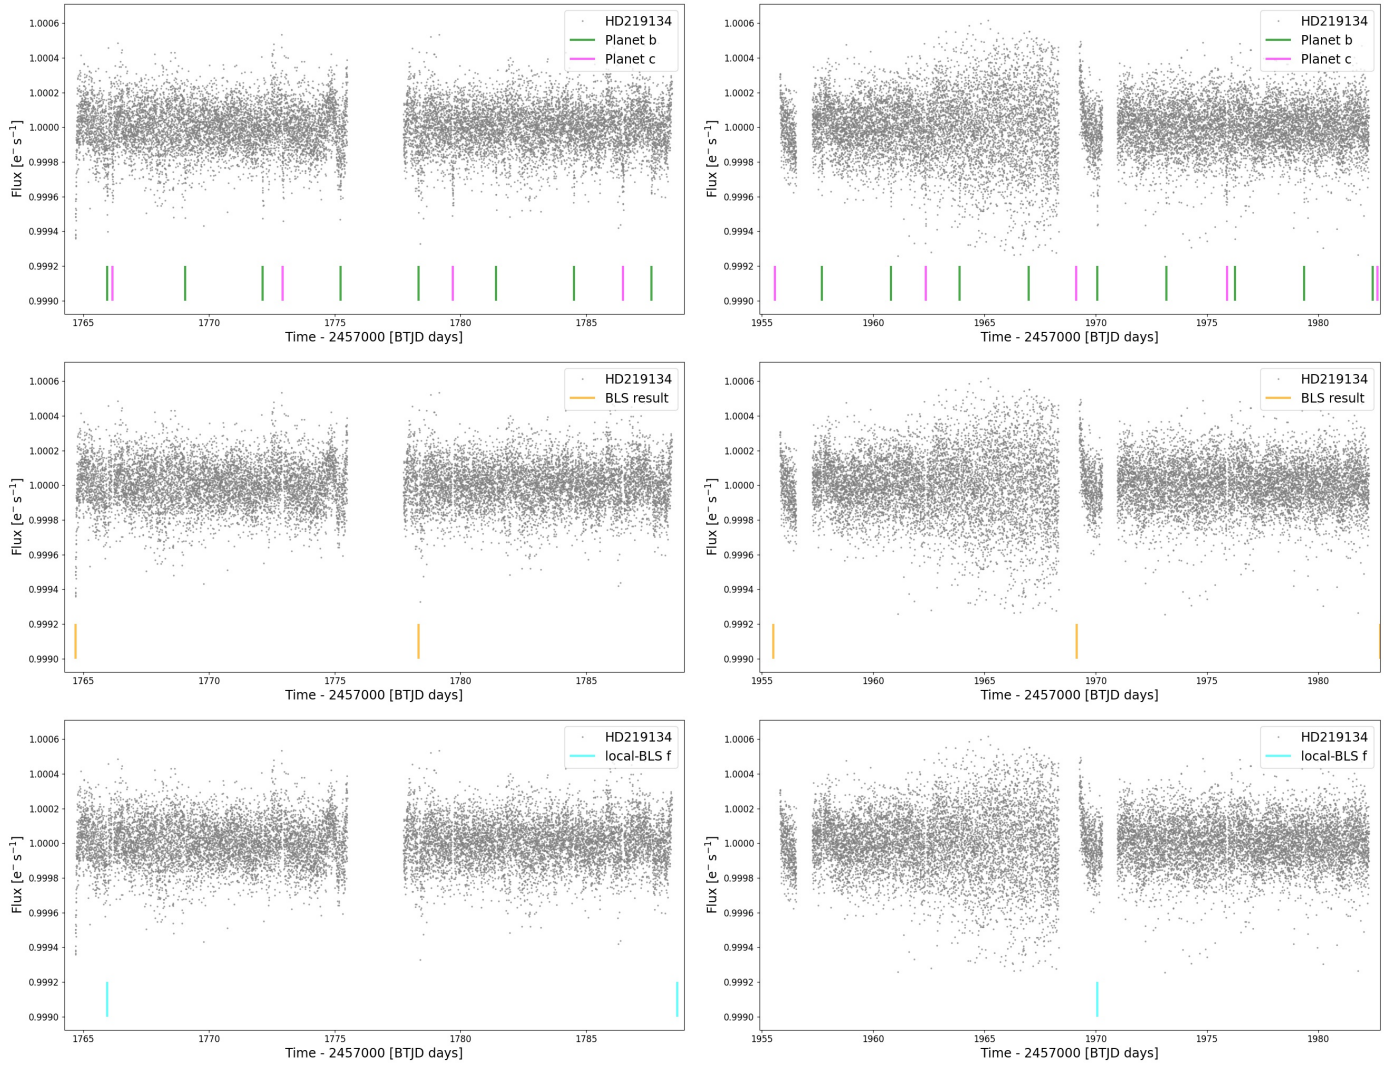 1.0006
1.0004
1.0002
1.0000
0.9998
0.9996
0.9994
0.9992
0.9990
Flux [e⁻ s⁻¹]
HD219134
Planet b
Planet c
1765 1770 1775 1780 1785
Time - 2457000 [BTJD days]
1.0006
1.0004
1.0002
1.0000
0.9998
0.9996
0.9994
0.9992
0.9990
Flux [e⁻ s⁻¹]
HD219134
Planet b
Planet c
1955 1960 1965 1970 1975 1980
Time - 2457000 [BTJD days]
1.0006
1.0004
1.0002
1.0000
0.9998
0.9996
0.9994
0.9992
0.9990
Flux [e⁻ s⁻¹]
HD219134
BLS result
1765 1770 1775 1780 1785
Time - 2457000 [BTJD days]
1.0006
1.0004
1.0002
1.0000
0.9998
0.9996
0.9994
0.9992
0.9990
Flux [e⁻ s⁻¹]
HD219134
BLS result
1955 1960 1965 1970 1975 1980
Time - 2457000 [BTJD days]
1.0006
1.0004
1.0002
1.0000
0.9998
0.9996
0.9994
0.9992
0.9990
Flux [e⁻ s⁻¹]
HD219134
local-BLS f
1765 1770 1775 1780 1785
Time - 2457000 [BTJD days]
1.0006
1.0004
1.0002
1.0000
0.9998
0.9996
0.9994
0.9992
0.9990
Flux [e⁻ s⁻¹]
HD219134
local-BLS f
1955 1960 1965 1970 1975 1980
Time - 2457000 [BTJD days]